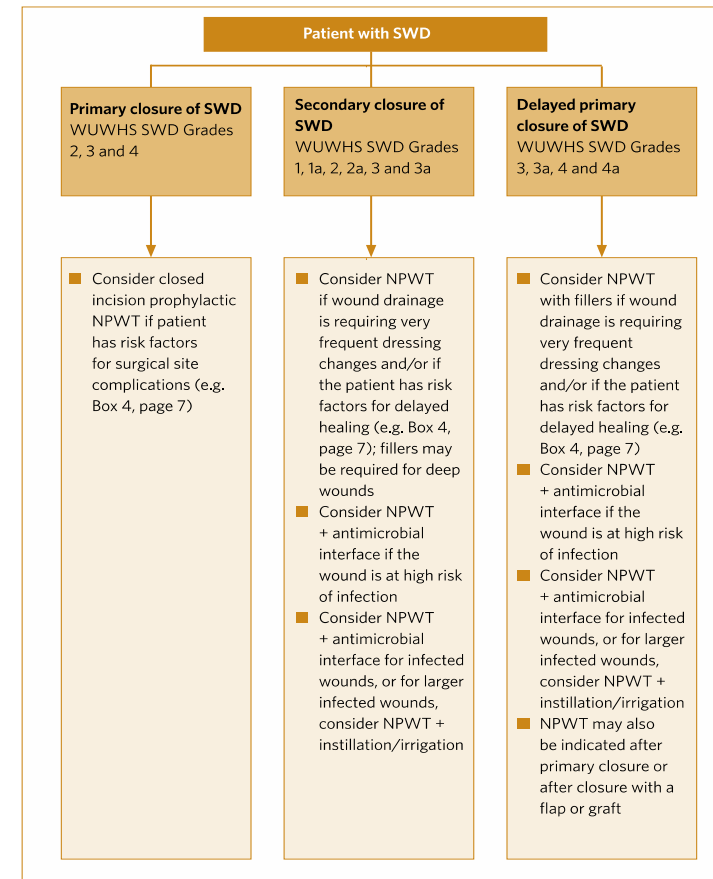 Patient with SWD
Primary closure of SWD
WUWHS SWD Grades
2, 3 and 4
Secondary closure of
SWD
WUWHS SWD Grades
1, 1a, 2, 2a, 3 and 3a
Delayed primary
closure of SWD
WUWHS SWD Grades
3, 3a, 4 and 4a
Consider closed
incision prophylactic
NPWT if patient
has risk factors
for surgical site
complications (e.g.
Box 4, page 7)
Consider NPWT
if wound drainage
is requiring very
frequent dressing
changes and/or if
the patient has risk
factors for delayed
healing (e.g. Box 4,
page 7); fillers may
be required for deep
wounds
Consider NPWT
+ antimicrobial
interface if the
wound is at high risk
of infection
Consider NPWT
+ antimicrobial
interface for infected
wounds, or for larger
infected wounds,
consider NPWT +
instillation/irrigation
Consider NPWT
with fillers if wound
drainage is requiring
very frequent
dressing changes
and/or if the patient
has risk factors for
delayed healing (e.g.
Box 4, page 7)
Consider NPWT
+ antimicrobial
interface if the
wound is at high risk
of infection
Consider NPWT
+ antimicrobial
interface for infected
wounds, or for larger
infected wounds,
consider NPWT +
instillation/irrigation
NPWT may also
be indicated after
primary closure or
after closure with a
flap or graft